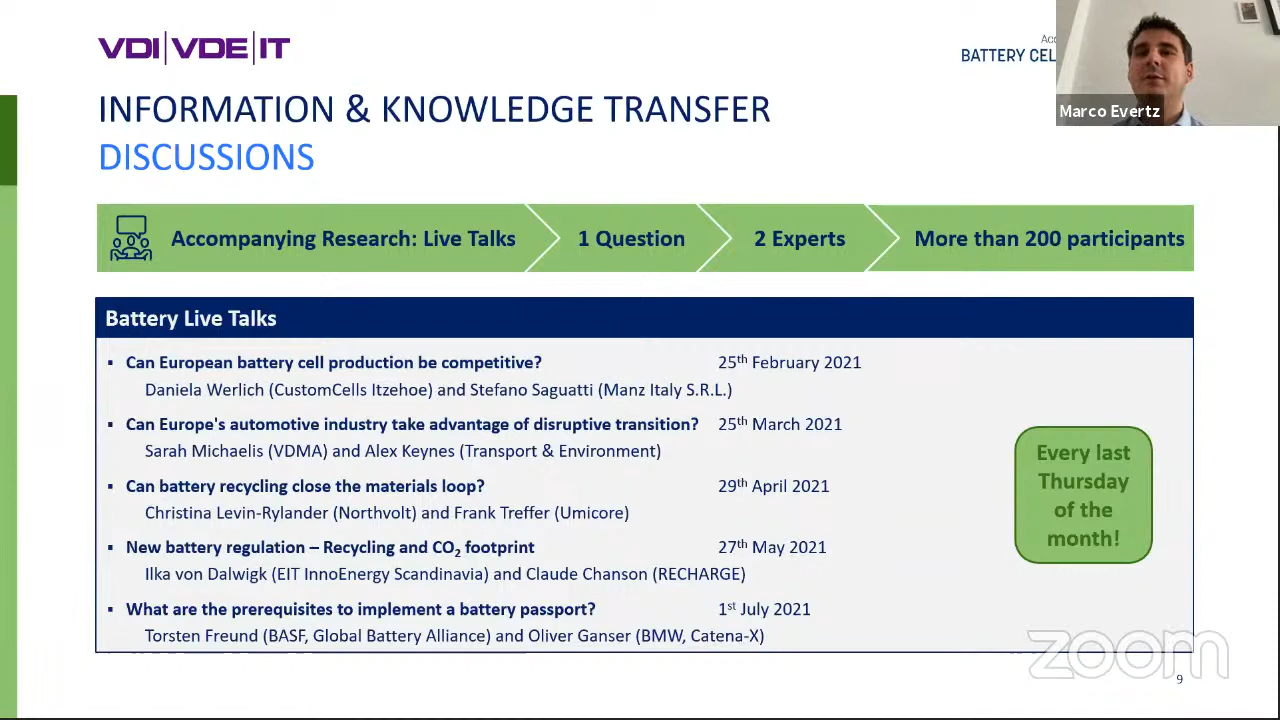 VDI|VDE|IT
Acc
BATTERY CEL
Marco Evertz
INFORMATION & KNOWLEDGE TRANSFER
DISCUSSIONS
Accompanying Research: Live Talks
1 Question
2 Experts
More than 200 participants
Battery Live Talks
▪ Can European battery cell production be competitive? 25th February 2021
Daniela Werlich (CustomCells Itzehoe) and Stefano Saguatti (Manz Italy S.R.L.)
▪ Can Europe's automotive industry take advantage of disruptive transition? 25th March 2021
Sarah Michaelis (VDMA) and Alex Keynes (Transport & Environment)
▪ Can battery recycling close the materials loop? 29th April 2021
Christina Levin-Rylander (Northvolt) and Frank Treffer (Umicore)
▪ New battery regulation – Recycling and CO2 footprint 27th May 2021
Ilka von Dalwigk (EIT InnoEnergy Scandinavia) and Claude Chanson (RECHARGE)
▪ What are the prerequisites to implement a battery passport? 1st July 2021
Torsten Freund (BASF, Global Battery Alliance) and Oliver Ganser (BMW, Catena-X)
Every last
Thursday
of the
month!
zoom
9